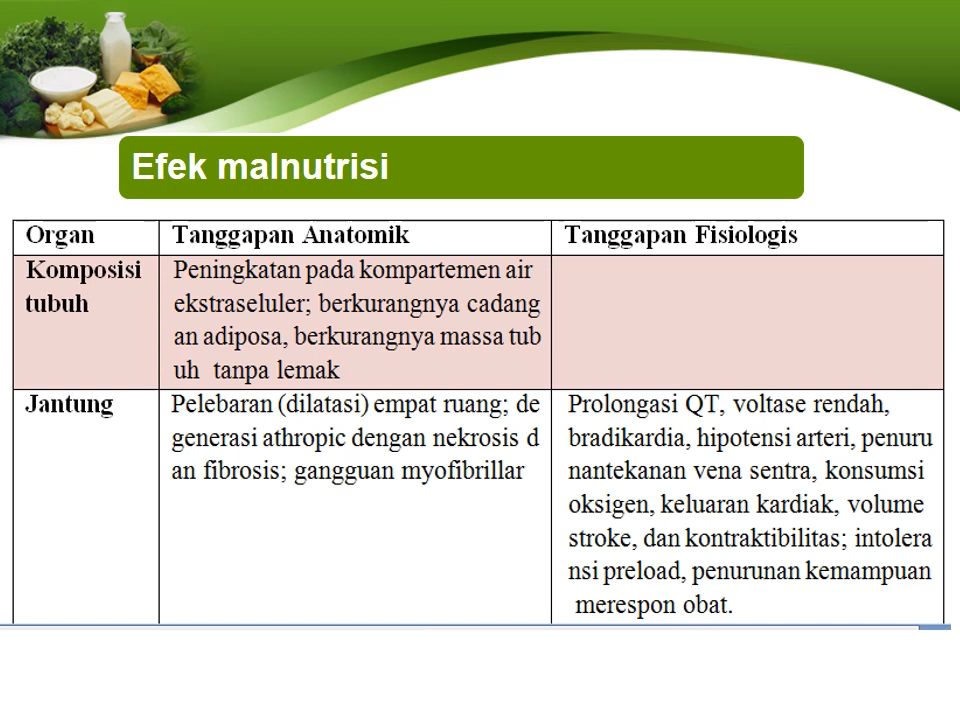 Efek malnutrisi
Organ
Tanggapan Anatomik
Tanggapan Fisiologis
Komposisi
tubuh
Peningkatan pada kompartemen air
ekstraseluler; berkurangnya cadang
an adiposa, berkurangnya massa tub
uh tanpa lemak
Jantung
Pelebaran (dilatasi) empat ruang; de
generasi athropic dengan nekrosis d
an fibrosis; gangguan myofibrillar
Prolongasi QT, voltase rendah,
bradikardia, hipotensi arteri, penuru
nantekanan vena sentra, konsumsi
oksigen, keluaran kardiak, volume
stroke, dan kontraktibilitas; intolera
nsi preload, penurunan kemampuan
merespon obat.